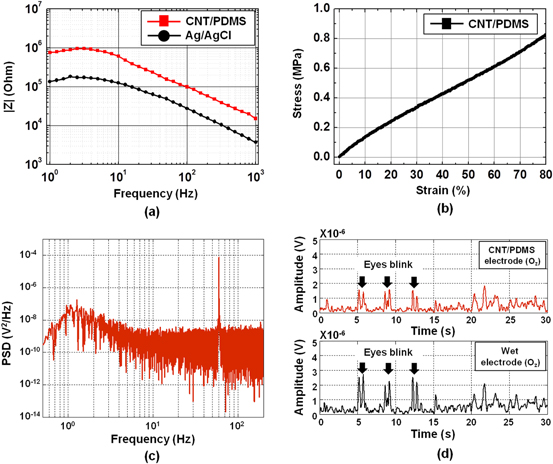 CNT/PDMS
Ag/AgCl
|Z| (Ohm)
10^7
10^6
10^5
10^4
10^3
10^0
10^1
10^2
10^3
Frequency (Hz)
(a)
CNT/PDMS
Stress (MPa)
1.0
0.8
0.6
0.4
0.2
0.0
0
10
20
30
40
50
60
70
80
Strain (%)
(b)
PSD (V²/Hz)
10^-4
10^-6
10^-8
10^-10
10^-12
10^-14
10^0
10^1
10^2
Frequency (Hz)
(c)
X10^-6
Amplitude (V)
5
4
3
2
1
0
Eyes blink
CNT/PDMS
electrode (O₂)
0
5
10
15
20
25
30
Time (s)
X10^-6
Amplitude (V)
5
4
3
2
1
0
Eyes blink
Wet
electrode (O₂)
0
5
10
15
20
25
30
Time (s)
(d)